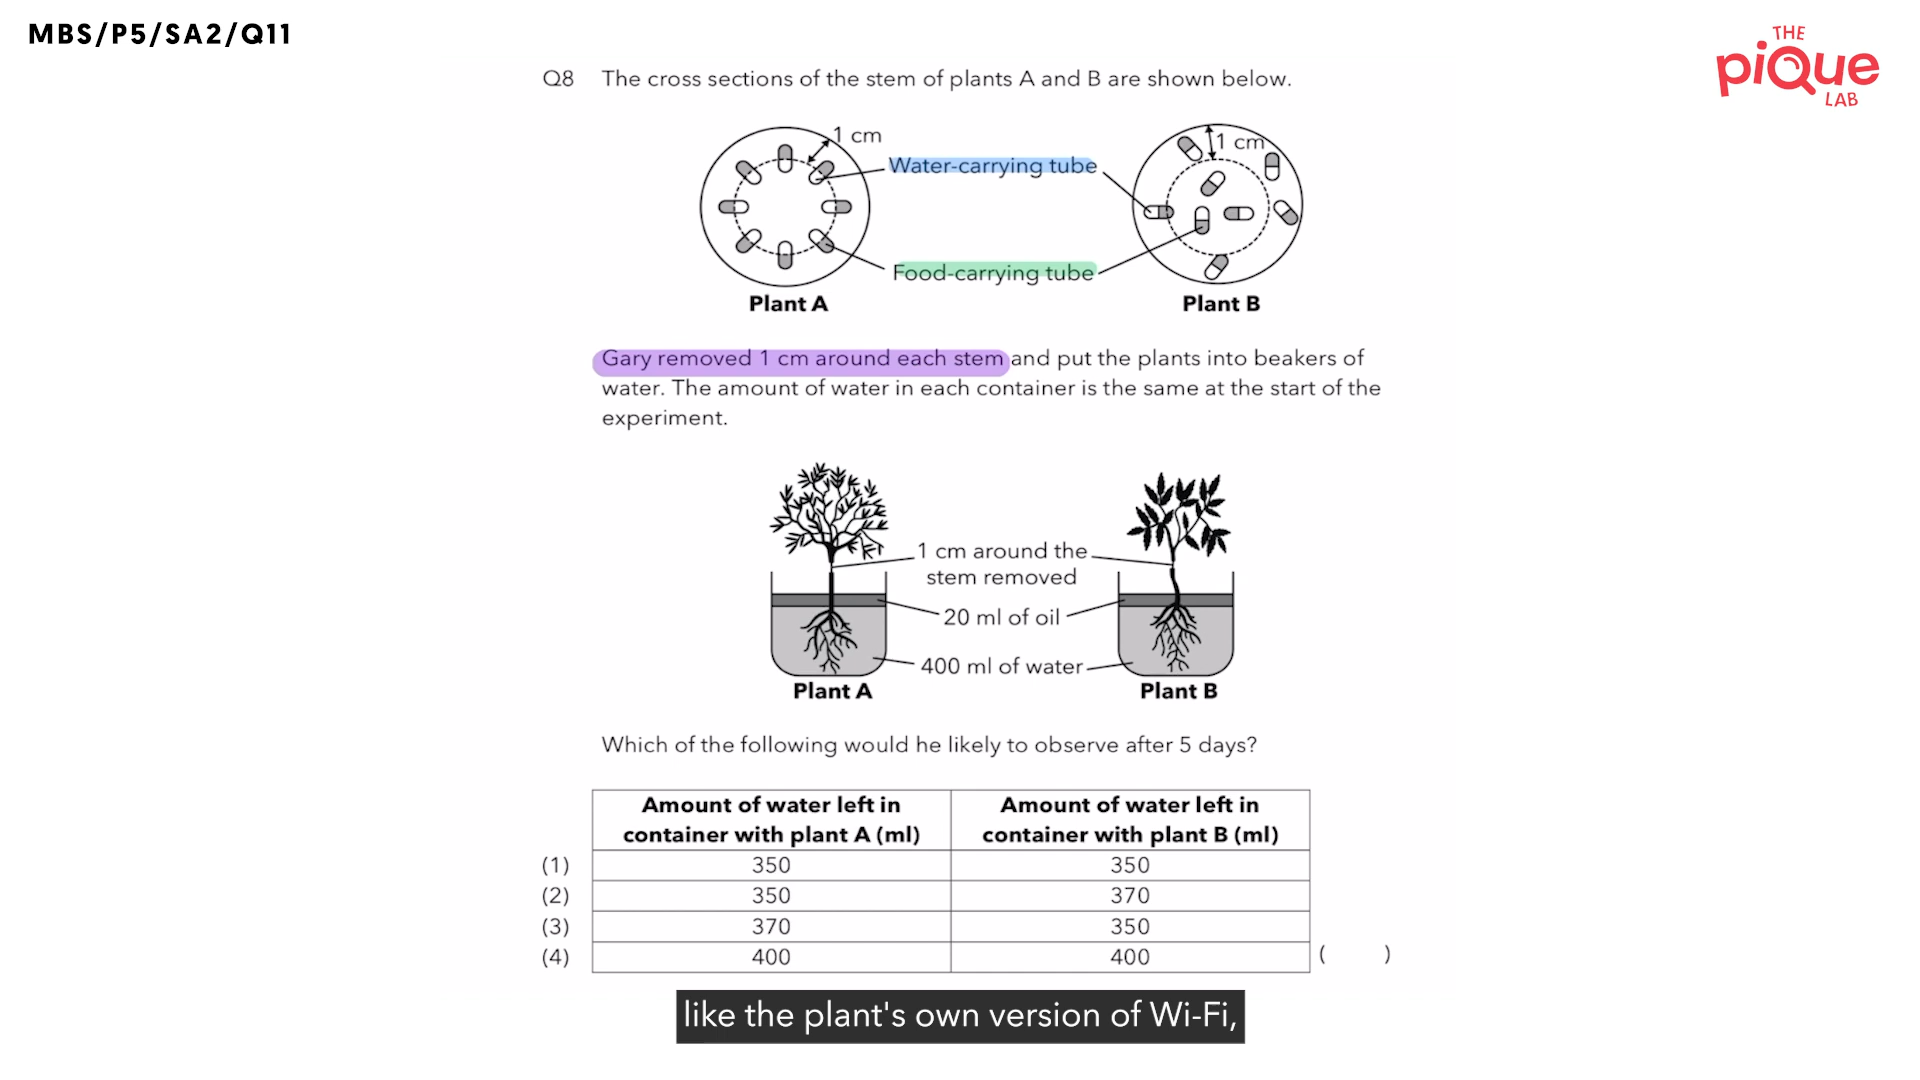 MBS/P5/SA2/Q11
THE
piQue
LAB
Q8 The cross sections of the stem of plants A and B are shown below.
1 cm
1 cm
Water-carrying tube
Food-carrying tube
Plant A
Plant B
Gary removed 1 cm around each stem and put the plants into beakers of
water. The amount of water in each container is the same at the start of the
experiment.
1 cm around the
stem removed
20 ml of oil
400 ml of water
Plant A
Plant B
Which of the following would he likely to observe after 5 days?
Amount of water left in container with plant A (ml) Amount of water left in container with plant B (ml)
(1) 350 350
(2) 350 370
(3) 370 350
(4) 400 400 ( )
like the plant's own version of Wi-Fi,